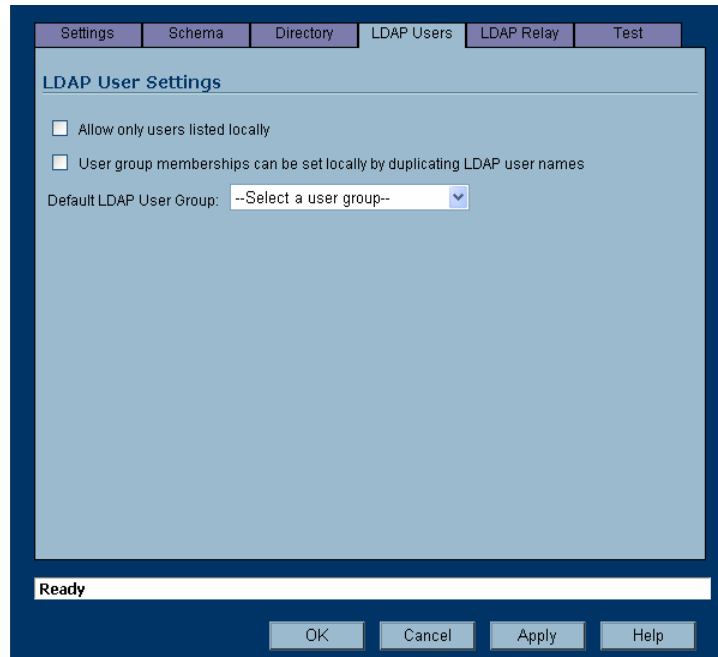 Settings Schema Directory LDAP Users LDAP Relay Test
LDAP User Settings
Allow only users listed locally
User group memberships can be set locally by duplicating LDAP user names
Default LDAP User Group: --Select a user group--
Ready
OK Cancel Apply Help